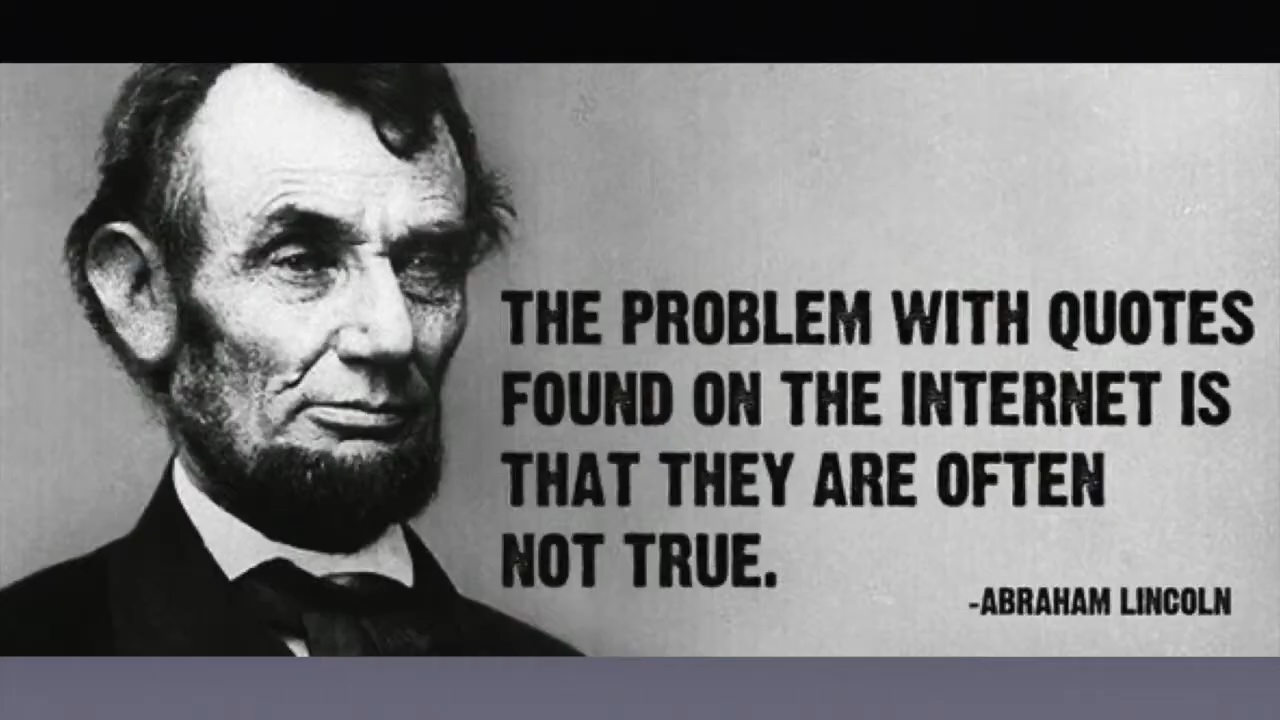 THE PROBLEM WITH QUOTES
FOUND ON THE INTERNET IS
THAT THEY ARE OFTEN
NOT TRUE.
-ABRAHAM LINCOLN